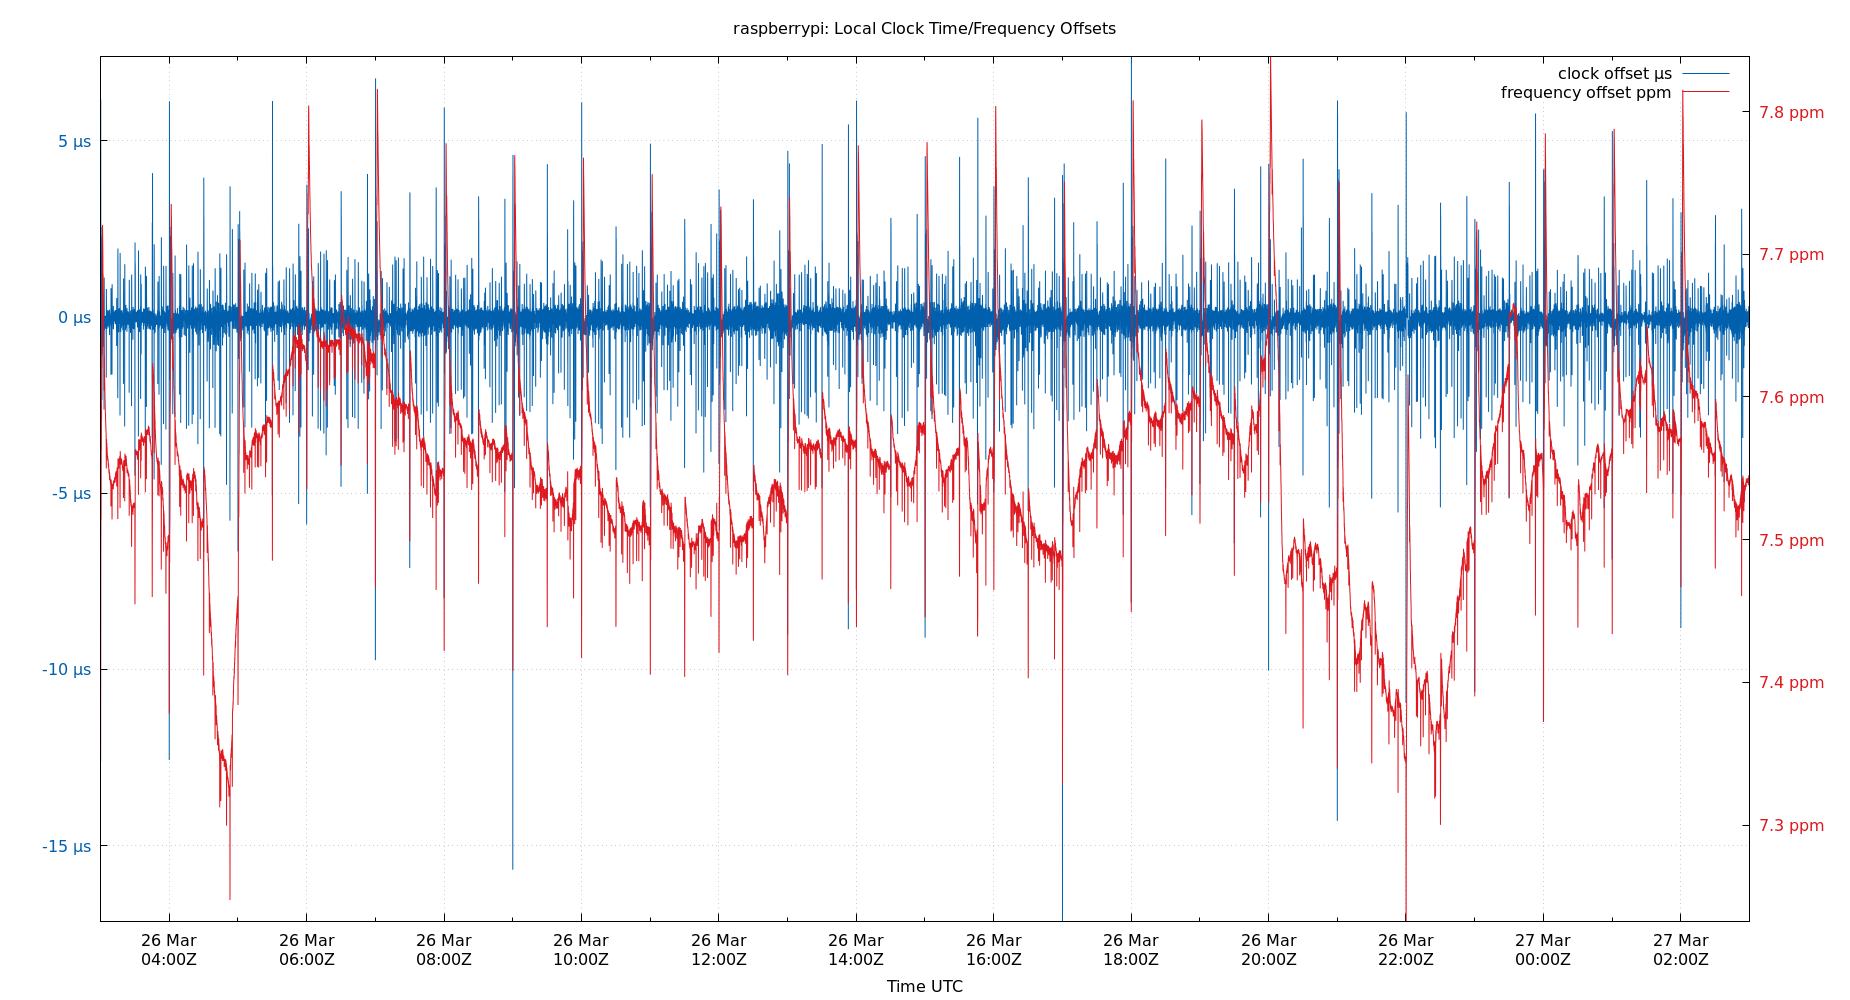 raspberrypi: Local Clock Time/Frequency Offsets
clock offset µs
frequency offset ppm
5 µs
0 µs
-5 µs
-10 µs
-15 µs
7.8 ppm
7.7 ppm
7.6 ppm
7.5 ppm
7.4 ppm
7.3 ppm
26 Mar 26 Mar 26 Mar 26 Mar 26 Mar 26 Mar 26 Mar 26 Mar 26 Mar 26 Mar 27 Mar 27 Mar
04:00Z 06:00Z 08:00Z 10:00Z 12:00Z 14:00Z 16:00Z 18:00Z 20:00Z 22:00Z 00:00Z 02:00Z
Time UTC